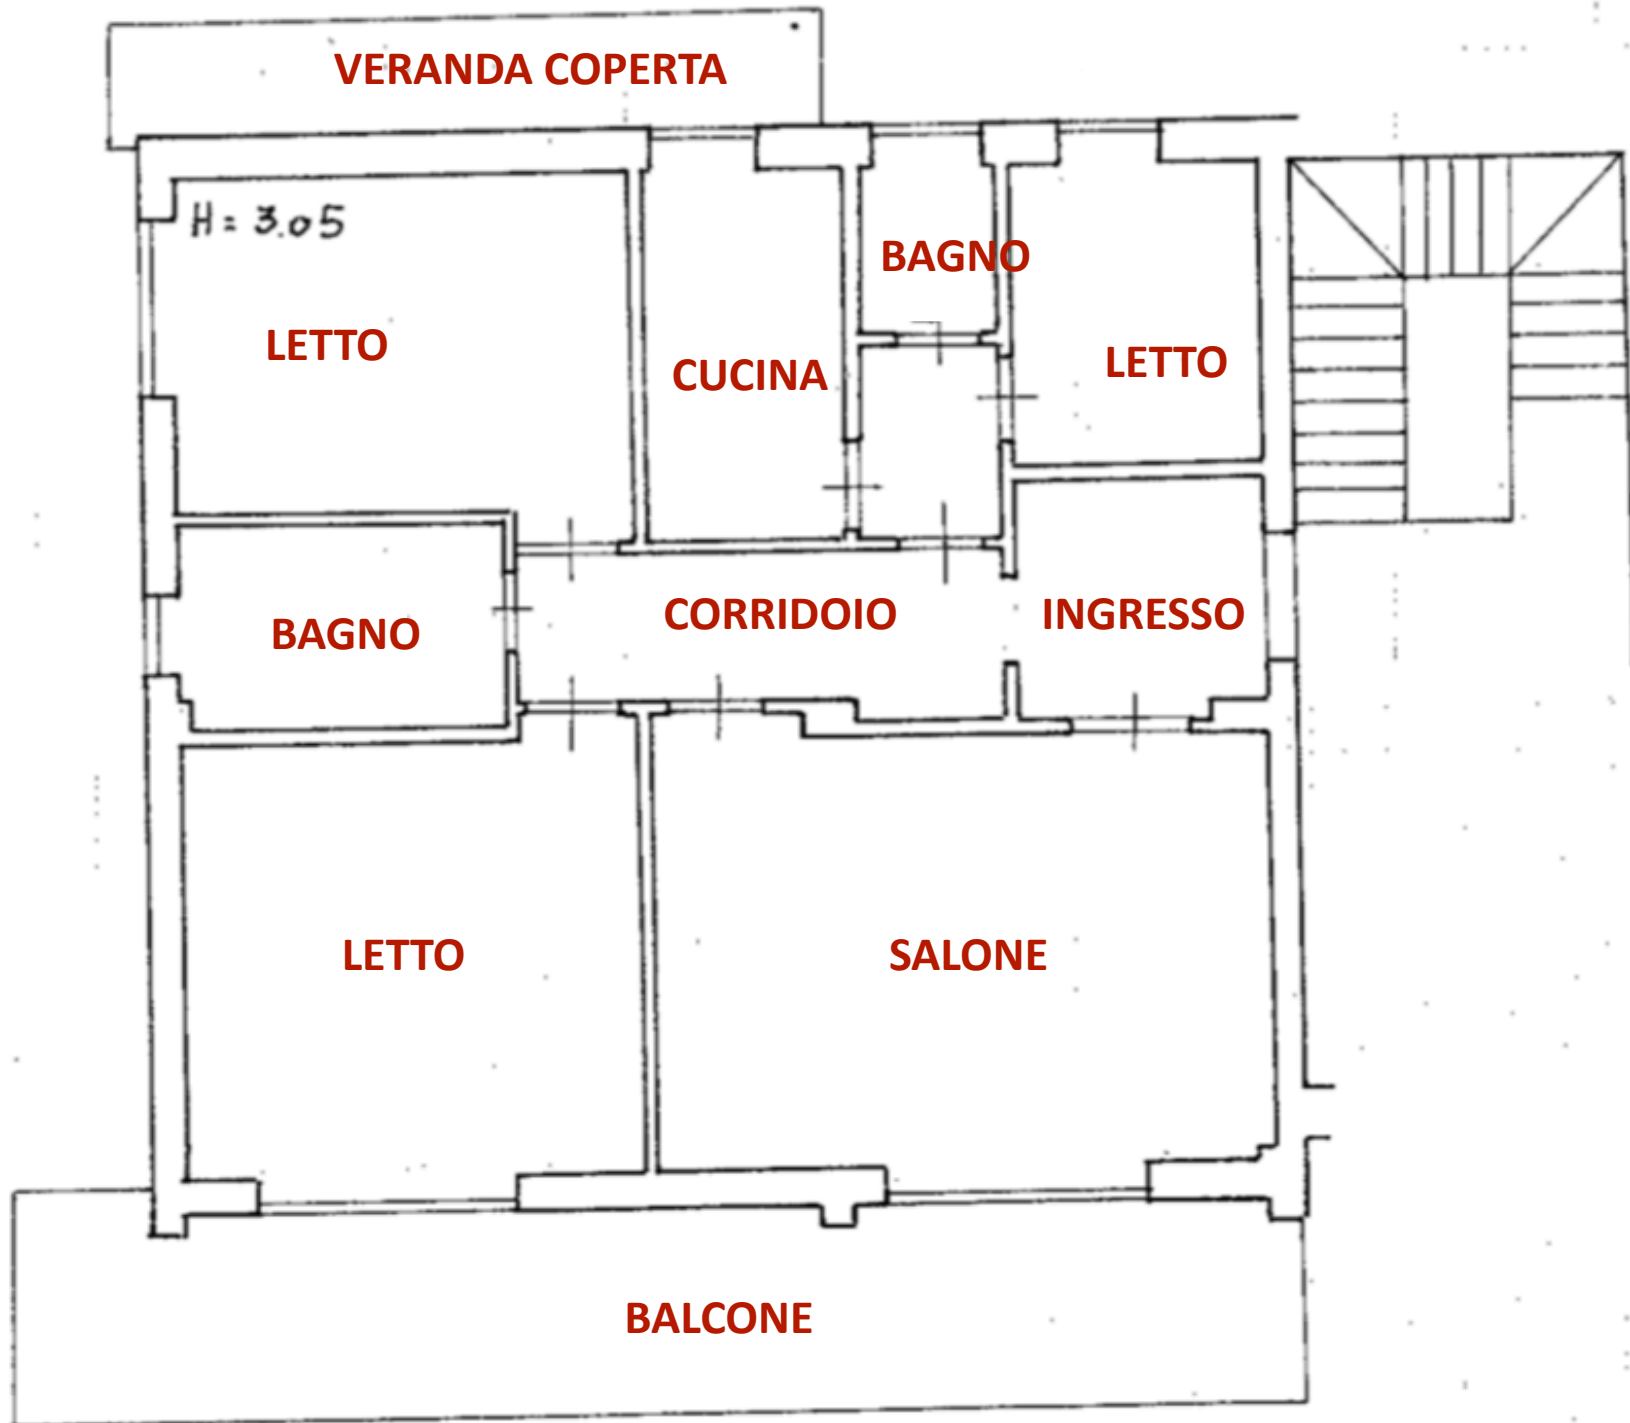 VERANDA COPERTA
H = 3.05
BAGNO
LETTO
CUCINA
LETTO
BAGNO
CORRIDOIO
INGRESSO
LETTO
SALONE
BALCONE